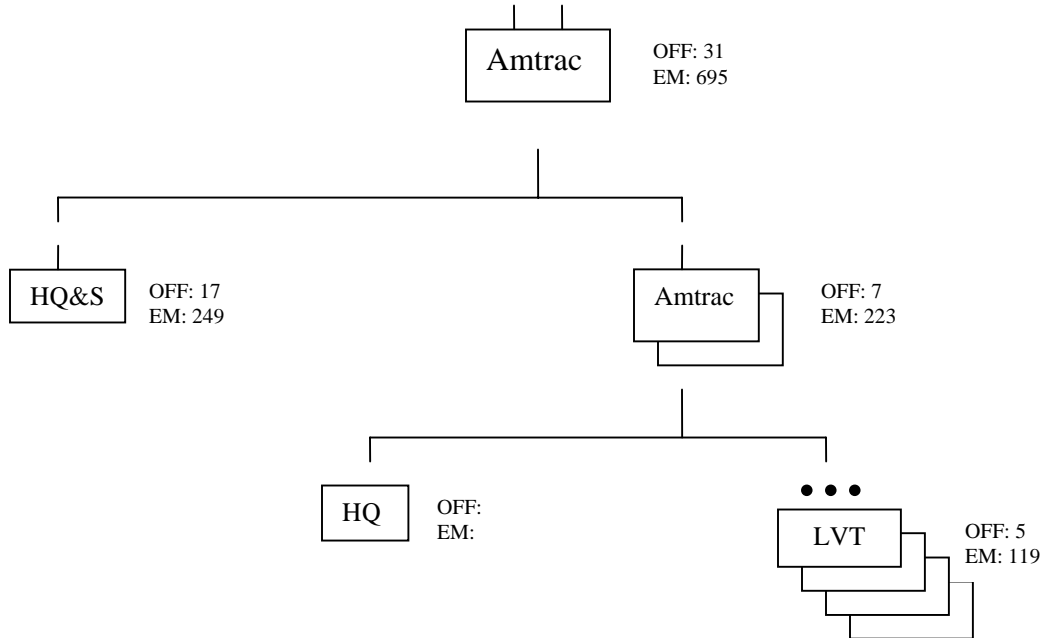 Amtrac
OFF: 31
EM: 695
HQ&S
OFF: 17
EM: 249
Amtrac
OFF: 7
EM: 223
HQ
OFF:
EM:
LVT
OFF: 5
EM: 119